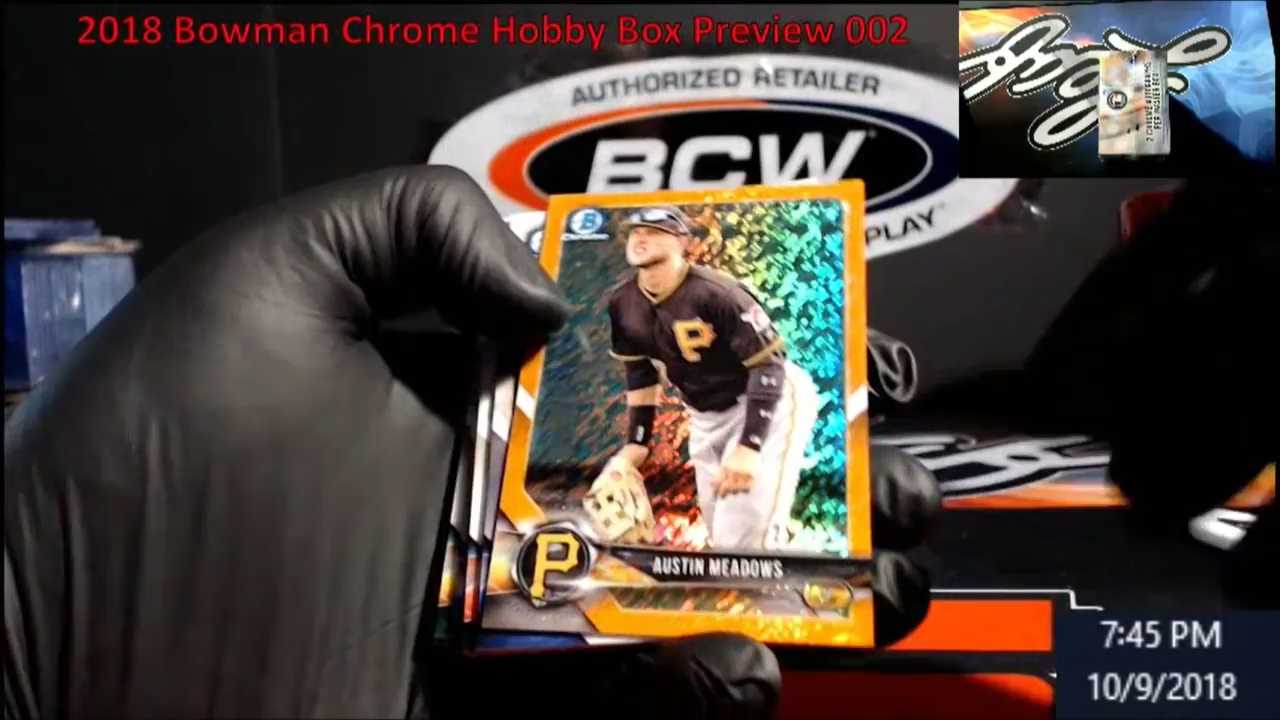 2018 Bowman Chrome Hobby Box Preview 002
AUTHORIZED RETAILER
BCW
PLAY
B
Chrome
P
AUSTIN MEADOWS
P
7:45 PM
10/9/2018